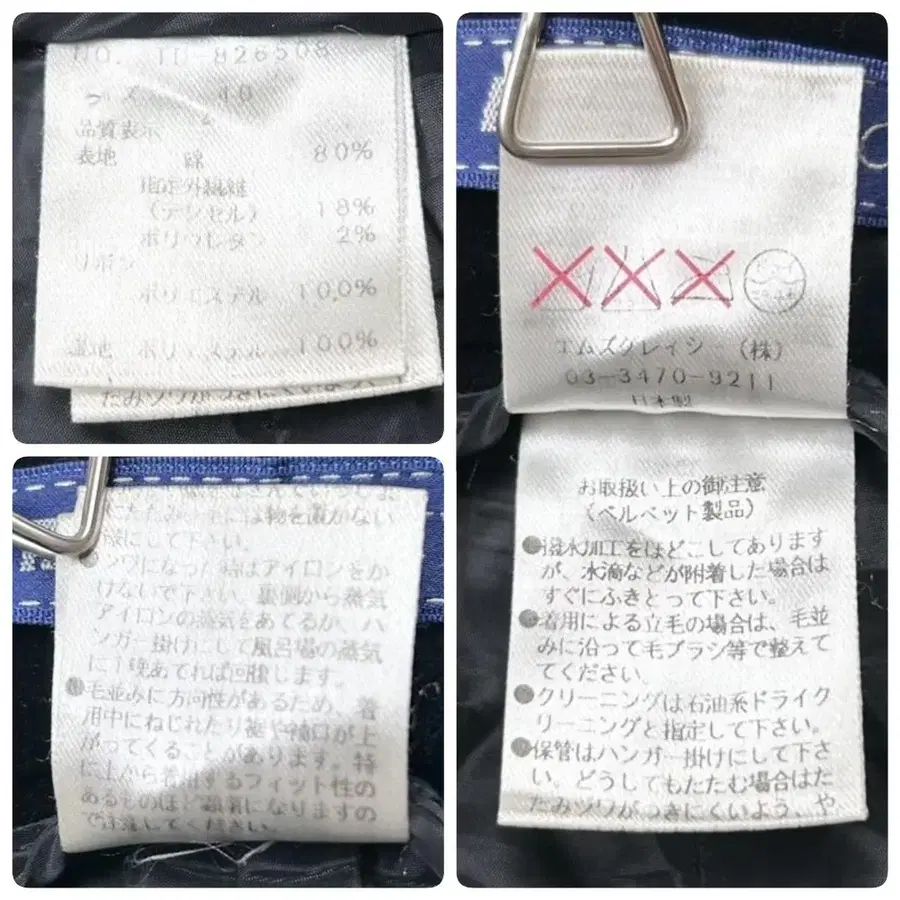 NO. TD-826508
サイズ 40
品質表示
表地 綿 80%
指定外繊維
(テンセル) 18%
ポリウレタン 2%
リボン
ポリエステル 100%
裏地 ポリエステル 100%
たたみ中には物を置かない
様にして下さい。
シワになった時はアイロンをか
けないで下さい。裏側から蒸気
アイロンの蒸気をあてるか、ハ
ンガー掛けにして風呂場の蒸気
に1晩あてれば回復します。
毛並みに方向性があるため、着
用中にねじれたり裾や袖口が上
がってくることがあります。特
に上から着用するフィット性の
あるものほど顕著になりますの
で注意してください。
エムズグレイシー(株)
03-3470-9211
日本製
お取扱い上の御注意
(ベルベット製品)
●撥水加工をほどこしてあります
が、水滴などが附着した場合は
すぐにふきとって下さい。
●着用による立毛の場合は、毛並
みに沿って毛ブラシ等で整えて
てください。
●クリーニングは石油系ドライク
リーニングと指定して下さい。
●保管はハンガー掛けにして下さ
い。どうしてもたたむ場合はた
たみジワがつきにくいよう、や